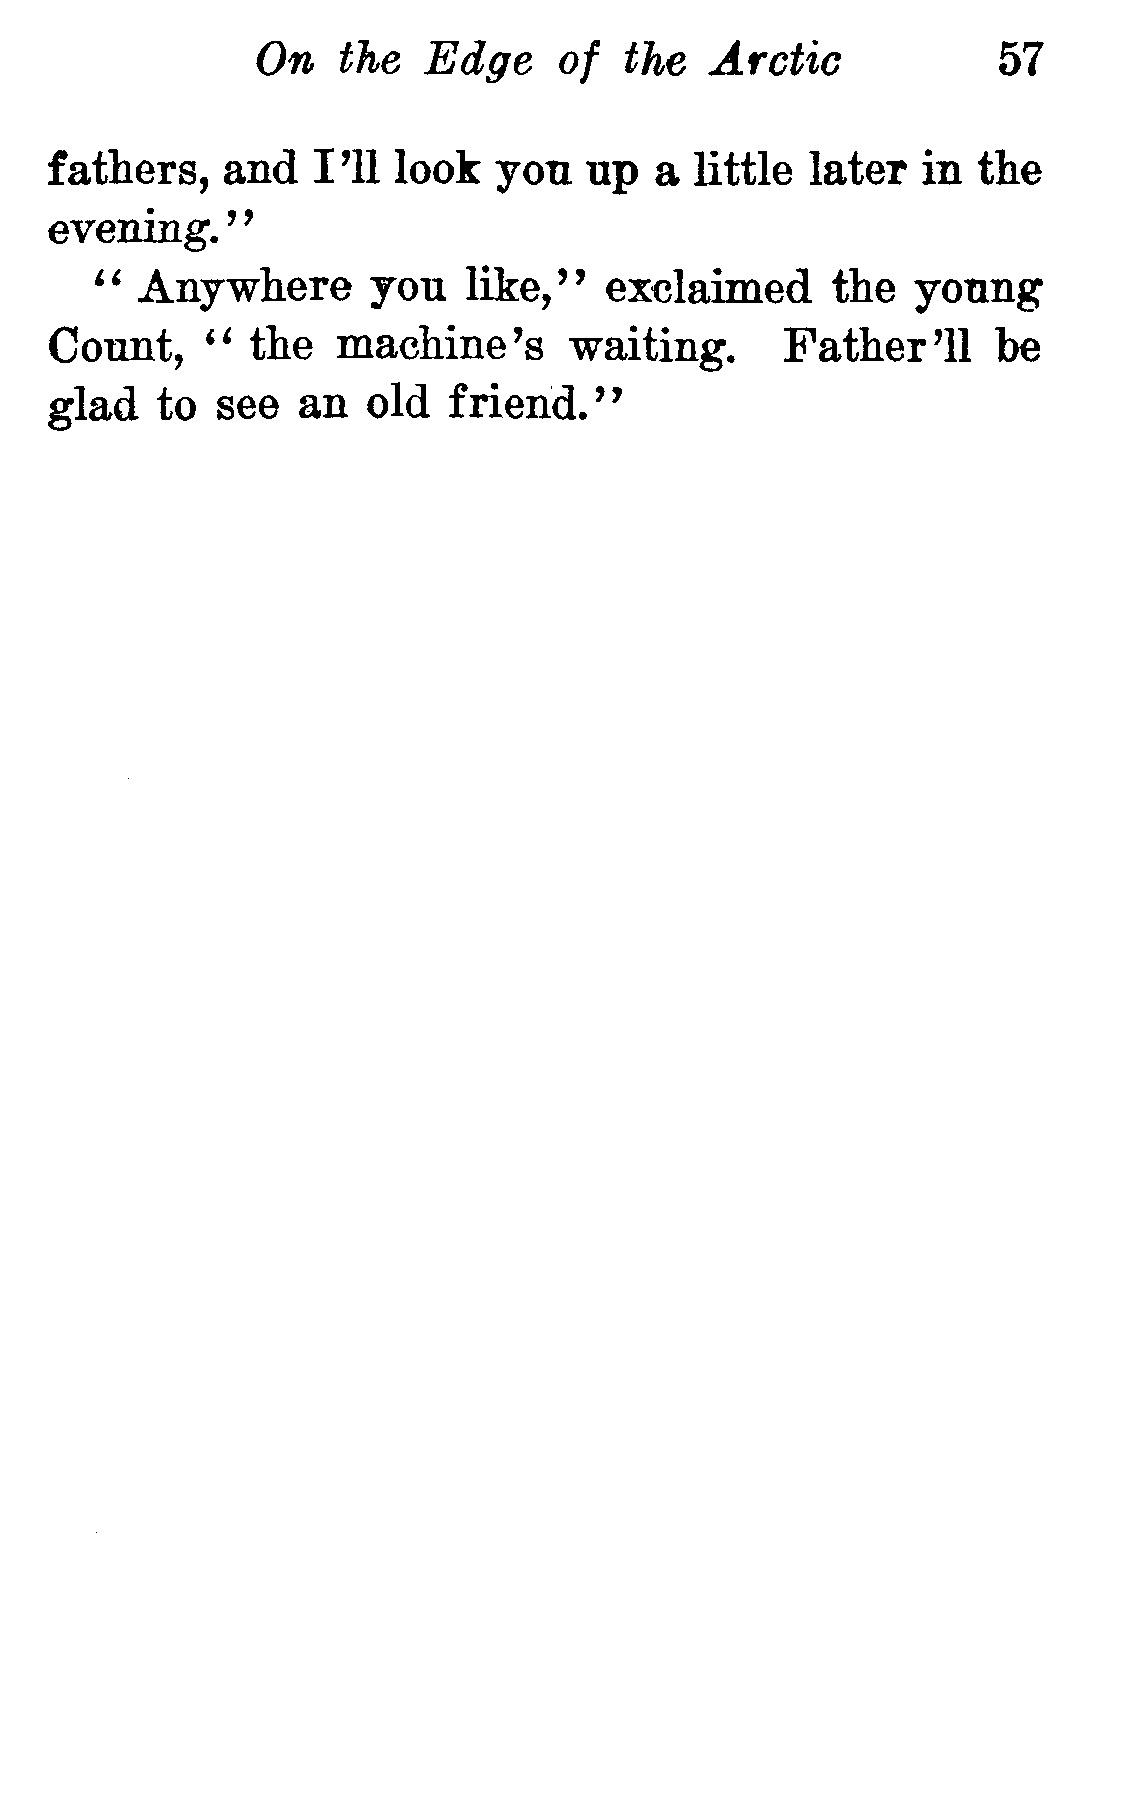 On the Edge of the Arctic 57
fathers, and I'll look you up a little later in the
evening."
" Anywhere you like," exclaimed the young
Count, " the machine's waiting. Father'll be
glad to see an old friend."